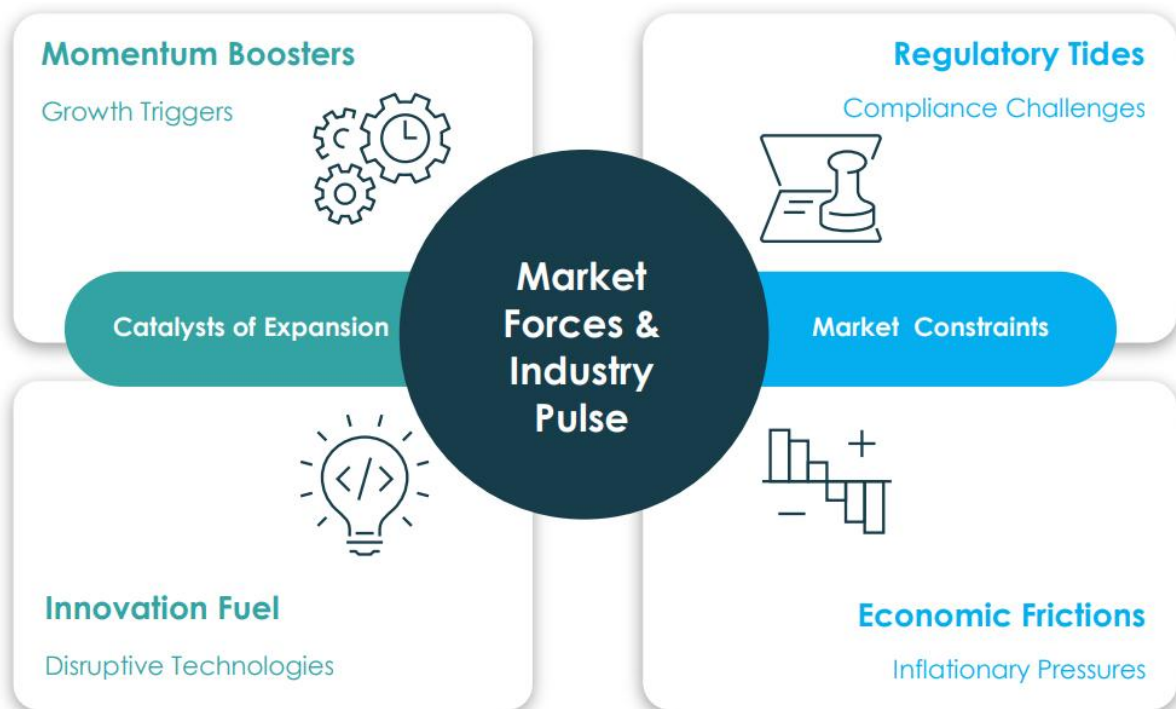 Momentum Boosters
Growth Triggers
Regulatory Tides
Compliance Challenges
Catalysts of Expansion
Market
Forces &
Industry
Pulse
Market  Constraints
Innovation Fuel
Disruptive Technologies
Economic Frictions
Inflationary Pressures